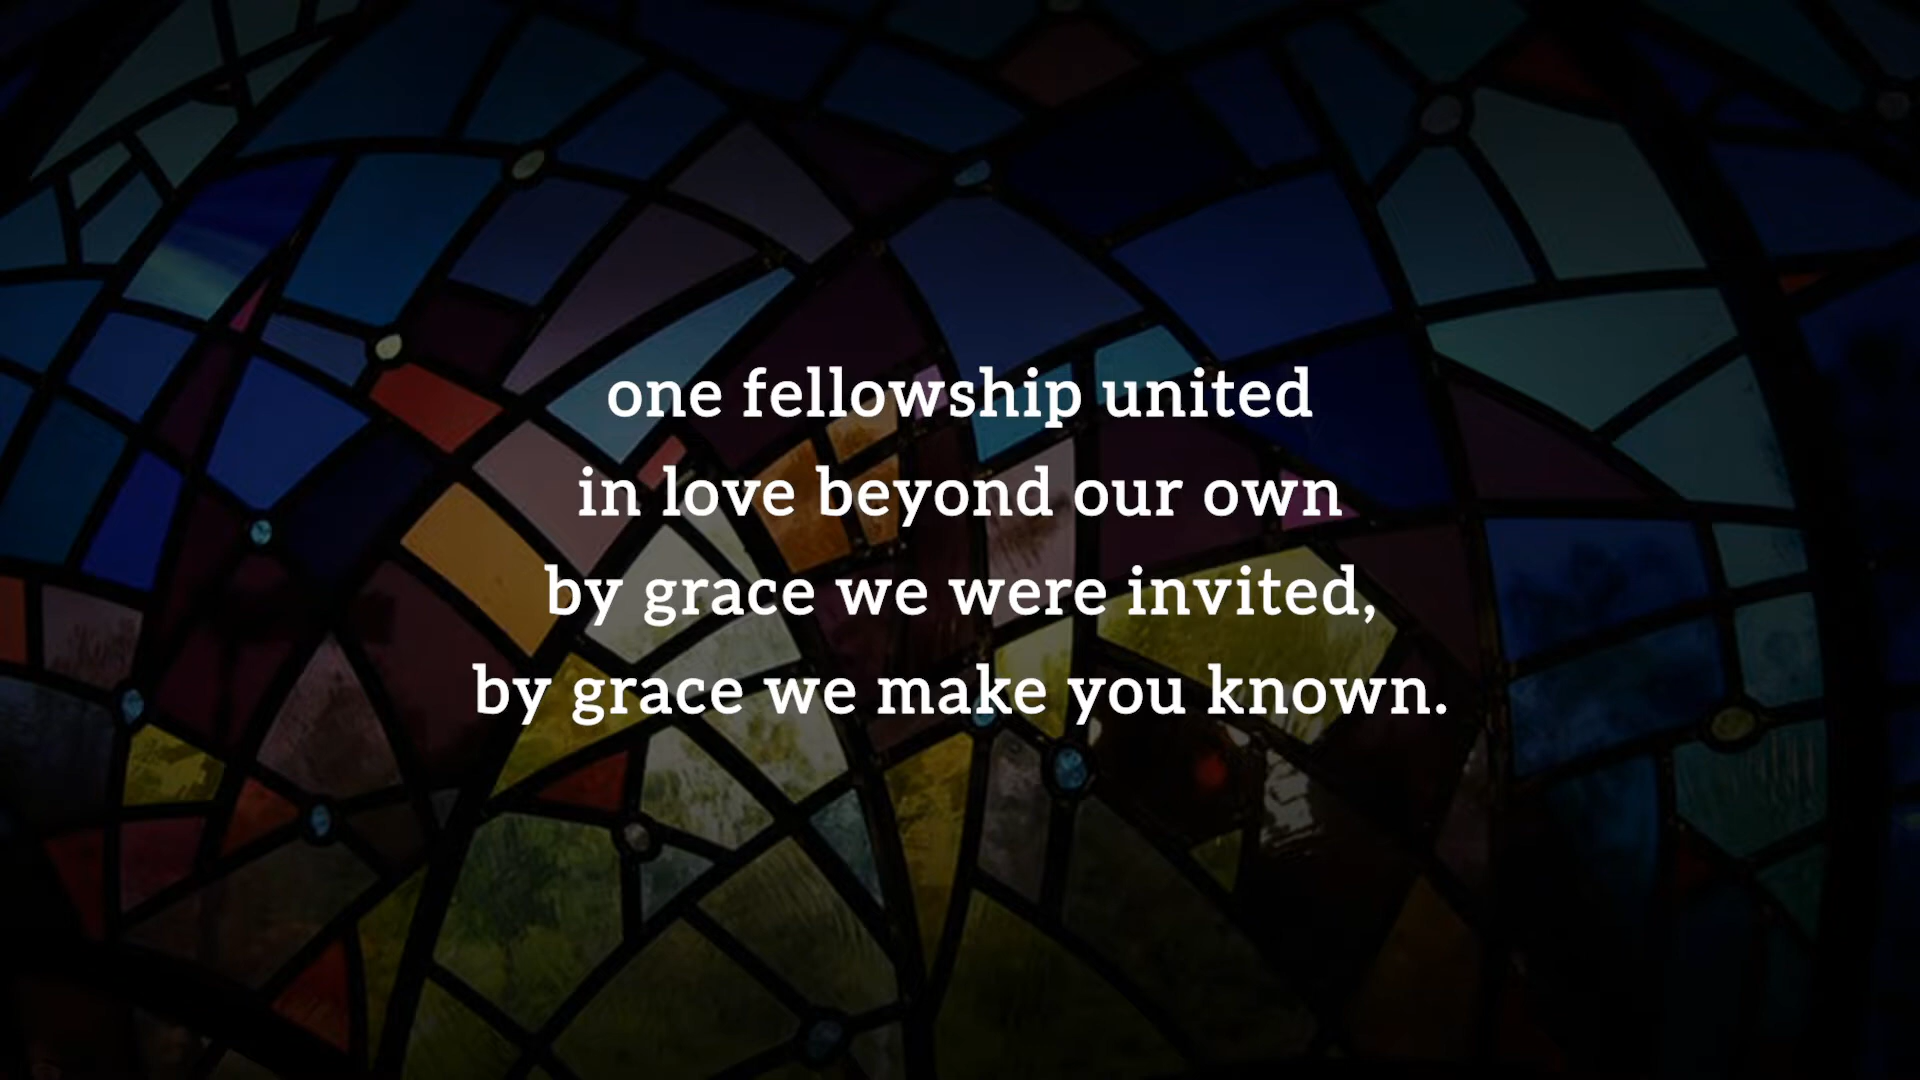 one fellowship united
in love beyond our own
by grace we were invited,
by grace we make you known.